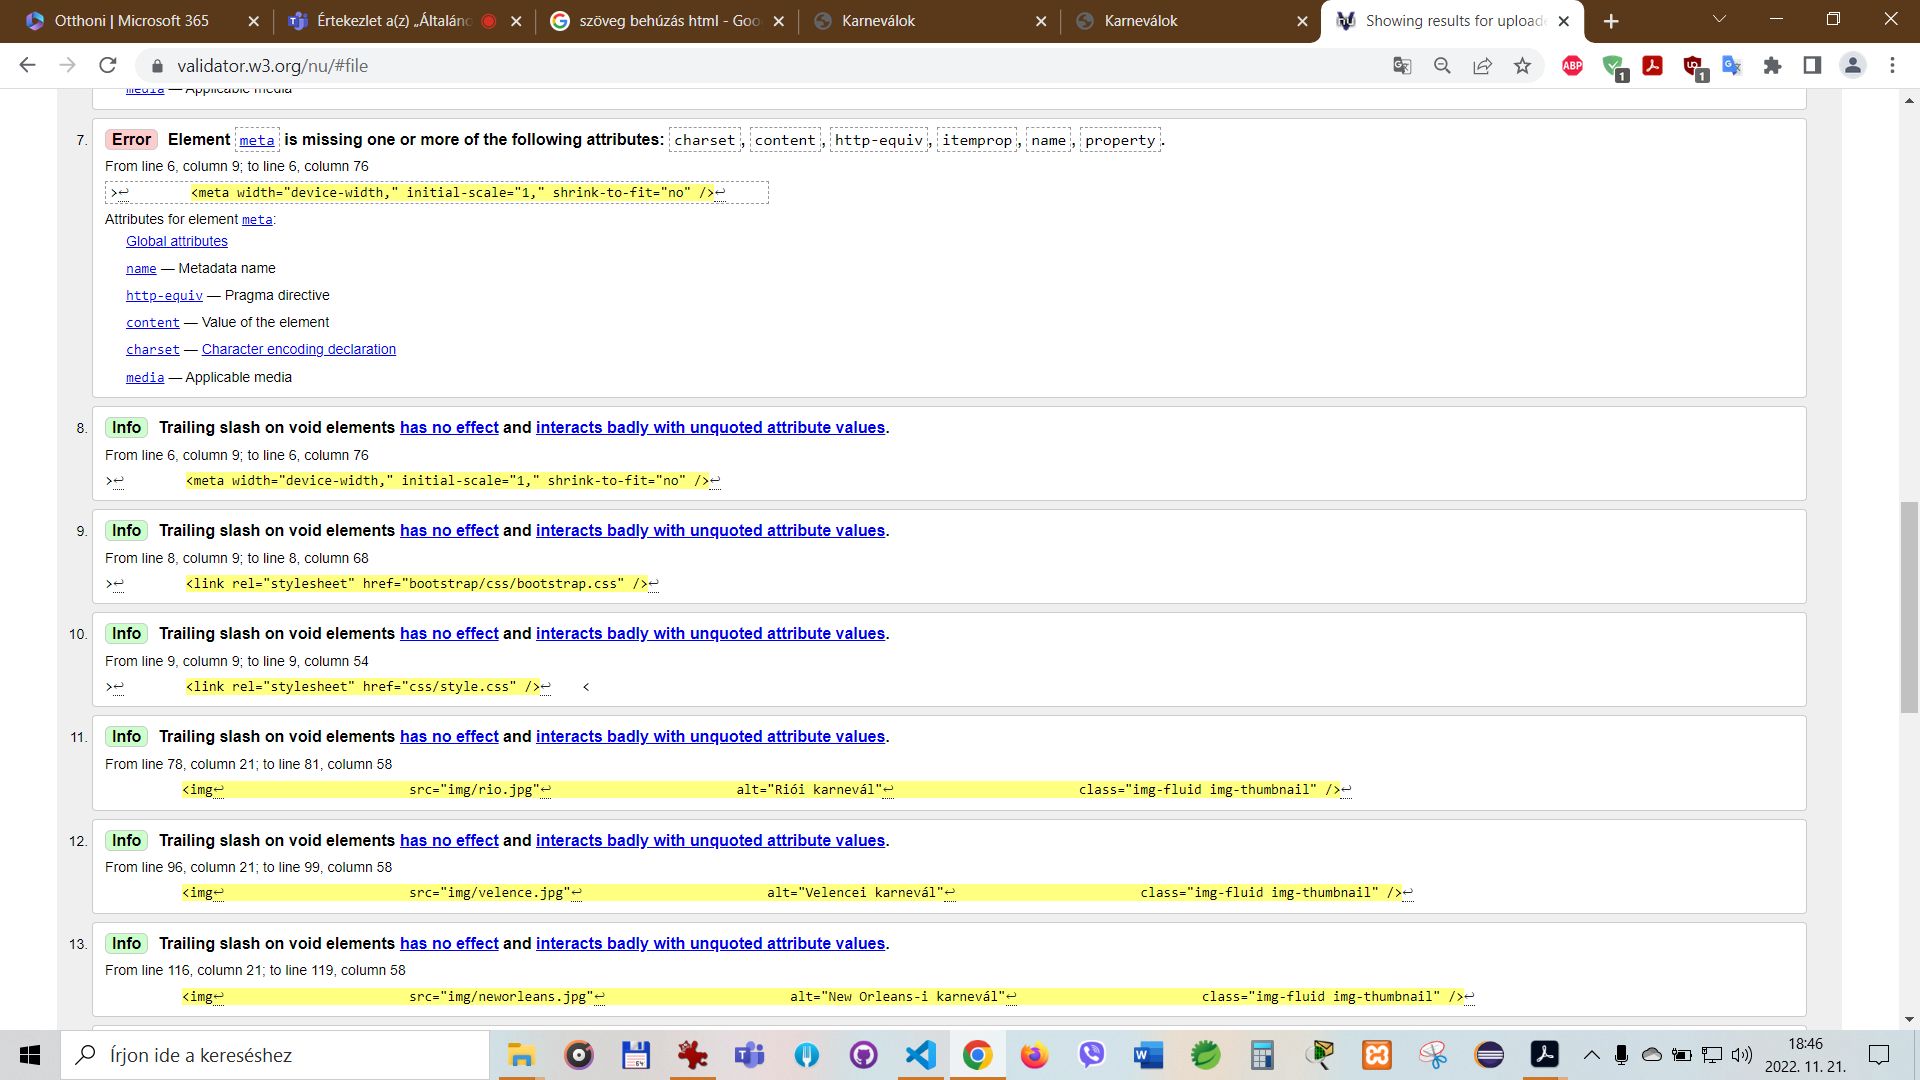 Otthoni | Microsoft 365
Értekezlet a(z) „Általáno
szöveg behúzás html - Goo
Karneválok
Karneválok
Showing results for uploade
validator.w3.org/nu/#file
media — Applicable media
7. Error Element meta is missing one or more of the following attributes: charset, content, http-equiv, itemprop, name, property.
From line 6, column 9; to line 6, column 76
>↩ <meta width="device-width," initial-scale="1," shrink-to-fit="no" />↩
Attributes for element meta:
Global attributes
name — Metadata name
http-equiv — Pragma directive
content — Value of the element
charset — Character encoding declaration
media — Applicable media
8. Info Trailing slash on void elements has no effect and interacts badly with unquoted attribute values.
From line 6, column 9; to line 6, column 76
>↩ <meta width="device-width," initial-scale="1," shrink-to-fit="no" />↩
9. Info Trailing slash on void elements has no effect and interacts badly with unquoted attribute values.
From line 8, column 9; to line 8, column 68
>↩ <link rel="stylesheet" href="bootstrap/css/bootstrap.css" />↩
10. Info Trailing slash on void elements has no effect and interacts badly with unquoted attribute values.
From line 9, column 9; to line 9, column 54
>↩ <link rel="stylesheet" href="css/style.css" />↩ <
11. Info Trailing slash on void elements has no effect and interacts badly with unquoted attribute values.
From line 78, column 21; to line 81, column 58
<img↩ src="img/rio.jpg"↩ alt="Riói karnevál"↩ class="img-fluid img-thumbnail" />↩
12. Info Trailing slash on void elements has no effect and interacts badly with unquoted attribute values.
From line 96, column 21; to line 99, column 58
<img↩ src="img/velence.jpg"↩ alt="Velencei karnevál"↩ class="img-fluid img-thumbnail" />↩
13. Info Trailing slash on void elements has no effect and interacts badly with unquoted attribute values.
From line 116, column 21; to line 119, column 58
<img↩ src="img/neworleans.jpg"↩ alt="New Orleans-i karnevál"↩ class="img-fluid img-thumbnail" />↩
Írjon ide a kereséshez
18:46
2022. 11. 21.